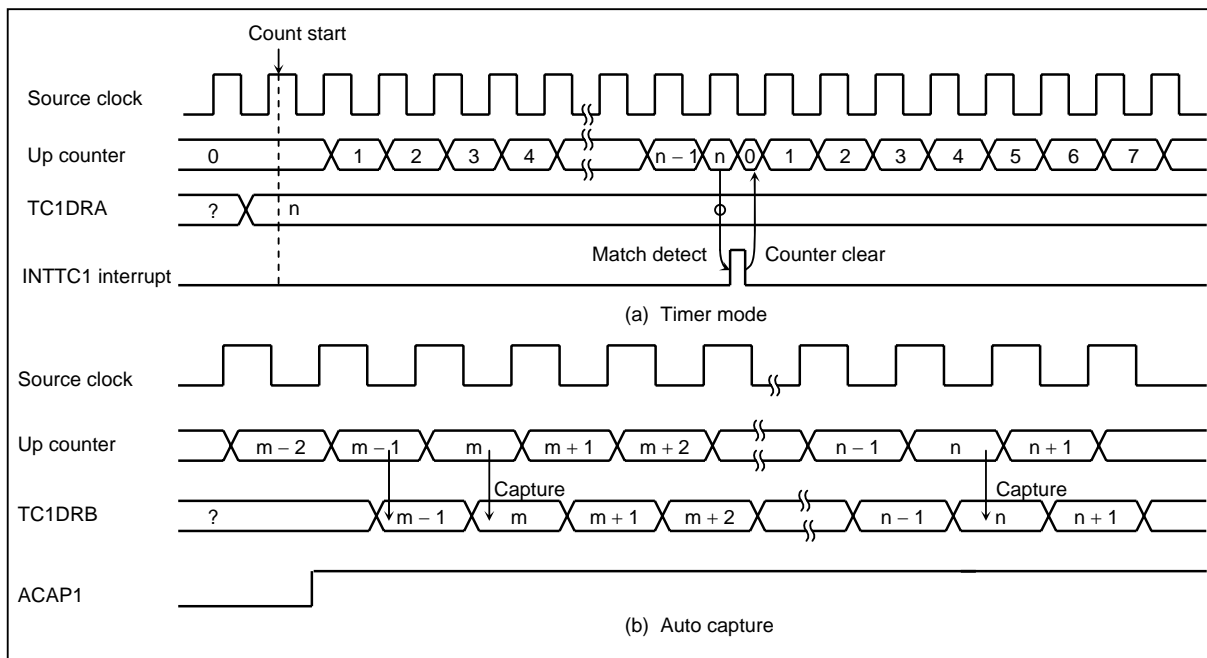 Count start
Source clock
Up counter 0 1 2 3 4 n − 1 n 0 1 2 3 4 5 6 7
TC1DRA ? n
Match detect Counter clear
INTTC1 interrupt
(a) Timer mode
Source clock
Up counter m − 2 m − 1 m m + 1 m + 2 n − 1 n n + 1
Capture Capture
TC1DRB ? m − 1 m m + 1 m + 2 n − 1 n n + 1
ACAP1
(b) Auto capture